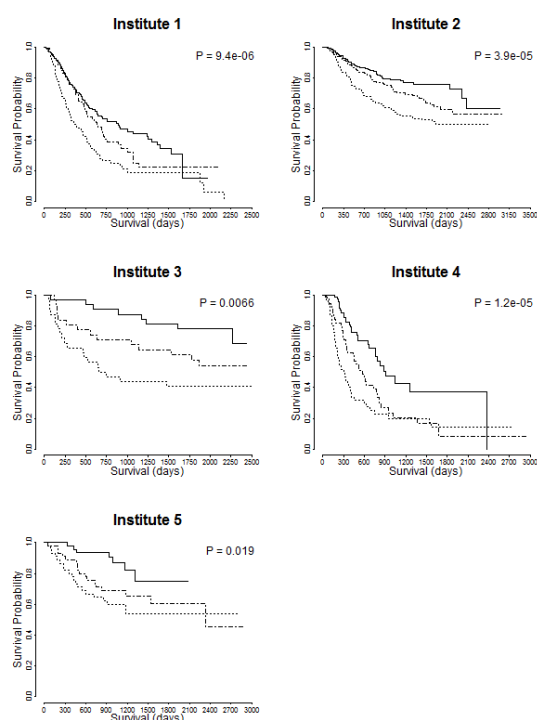 Institute 1
P = 9.4e-06
Survival Probability
0.0 0.2 0.4 0.6 0.8 1.0
0 250 500 750 1000 1250 1500 1750 2000 2250 2500
Survival (days)
Institute 2
P = 3.9e-05
Survival Probability
0.0 0.2 0.4 0.6 0.8 1.0
0 350 700 1050 1400 1750 2100 2450 2800 3150 3500
Survival (days)
Institute 3
P = 0.0066
Survival Probability
0.0 0.2 0.4 0.6 0.8 1.0
0 250 500 750 1000 1250 1500 1750 2000 2250 2500
Survival (days)
Institute 4
P = 1.2e-05
Survival Probability
0.0 0.2 0.4 0.6 0.8 1.0
0 300 600 900 1200 1500 1800 2100 2400 2700 3000
Survival (days)
Institute 5
P = 0.019
Survival Probability
0.0 0.2 0.4 0.6 0.8 1.0
0 300 600 900 1200 1500 1800 2100 2400 2700 3000
Survival (days)